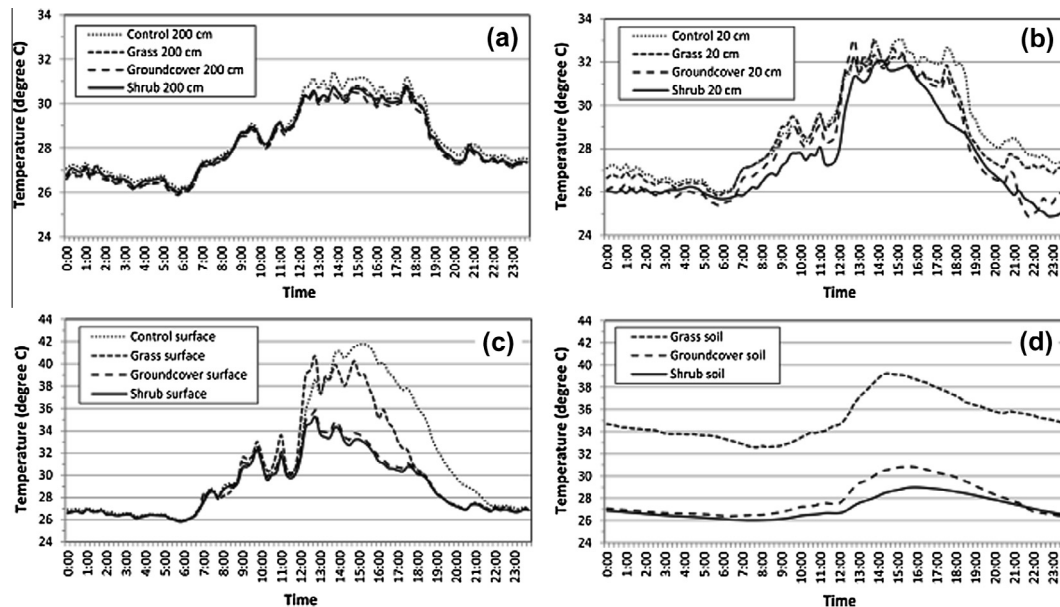 (a)
Control 200 cm
Grass 200 cm
Groundcover 200 cm
Shrub 200 cm
Temperature (degree C)
34
32
30
28
26
24
0:00 1:00 2:00 3:00 4:00 5:00 6:00 7:00 8:00 9:00 10:00 11:00 12:00 13:00 14:00 15:00 16:00 17:00 18:00 19:00 20:00 21:00 22:00 23:00
Time
(b)
Control 20 cm
Grass 20 cm
Groundcover 20 cm
Shrub 20 cm
Temperature (degree C)
34
32
30
28
26
24
0:00 1:00 2:00 3:00 4:00 5:00 6:00 7:00 8:00 9:00 10:00 11:00 12:00 13:00 14:00 15:00 16:00 17:00 18:00 19:00 20:00 21:00 22:00 23:00
Time
(c)
Control surface
Grass surface
Groundcover surface
Shrub surface
Temperature (degree C)
44
42
40
38
36
34
32
30
28
26
24
0:00 1:00 2:00 3:00 4:00 5:00 6:00 7:00 8:00 9:00 10:00 11:00 12:00 13:00 14:00 15:00 16:00 17:00 18:00 19:00 20:00 21:00 22:00 23:00
Time
(d)
Grass soil
Groundcover soil
Shrub soil
Temperature (degree C)
44
42
40
38
36
34
32
30
28
26
24
0:00 1:00 2:00 3:00 4:00 5:00 6:00 7:00 8:00 9:00 10:00 11:00 12:00 13:00 14:00 15:00 16:00 17:00 18:00 19:00 20:00 21:00 22:00 23:00
Time